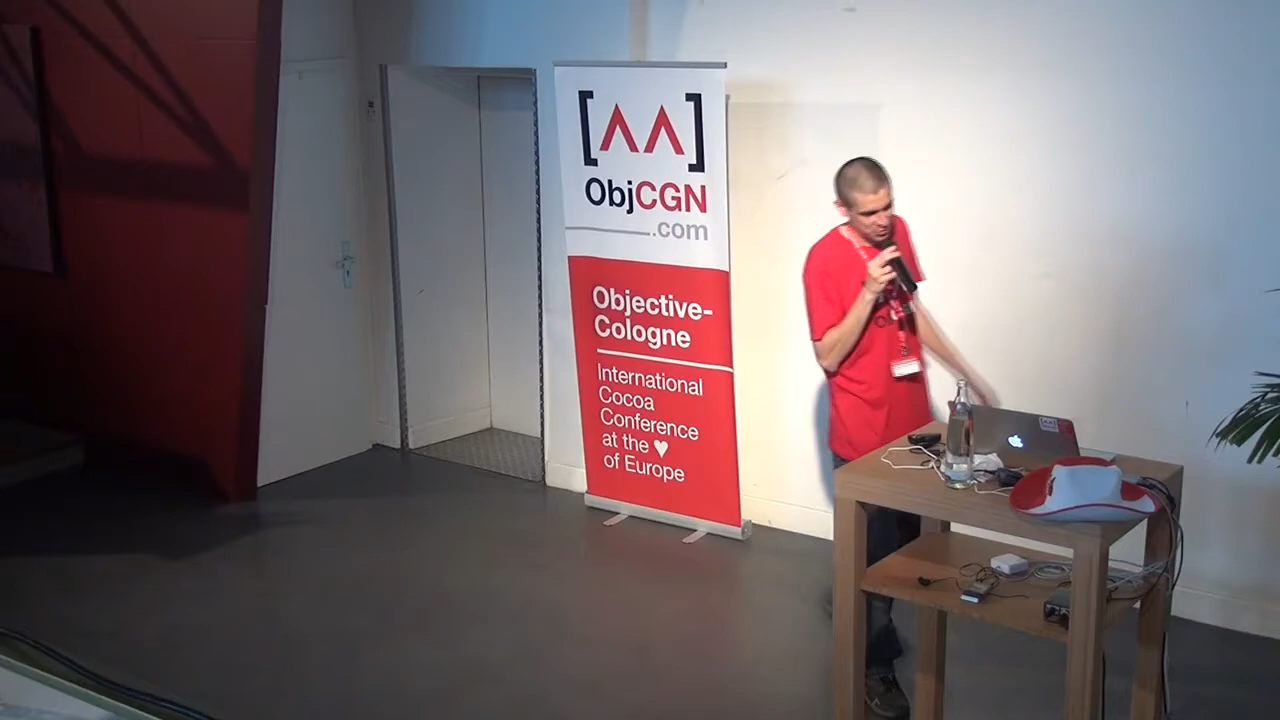 [^^]
ObjCGN
.com
Objective-
Cologne
International
Cocoa
Conference
at the ♥
of Europe